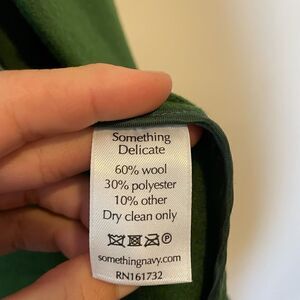 Something
Delicate
60% wool
30% polyester
10% other
Dry clean only
somethingnavy.com
RN161732